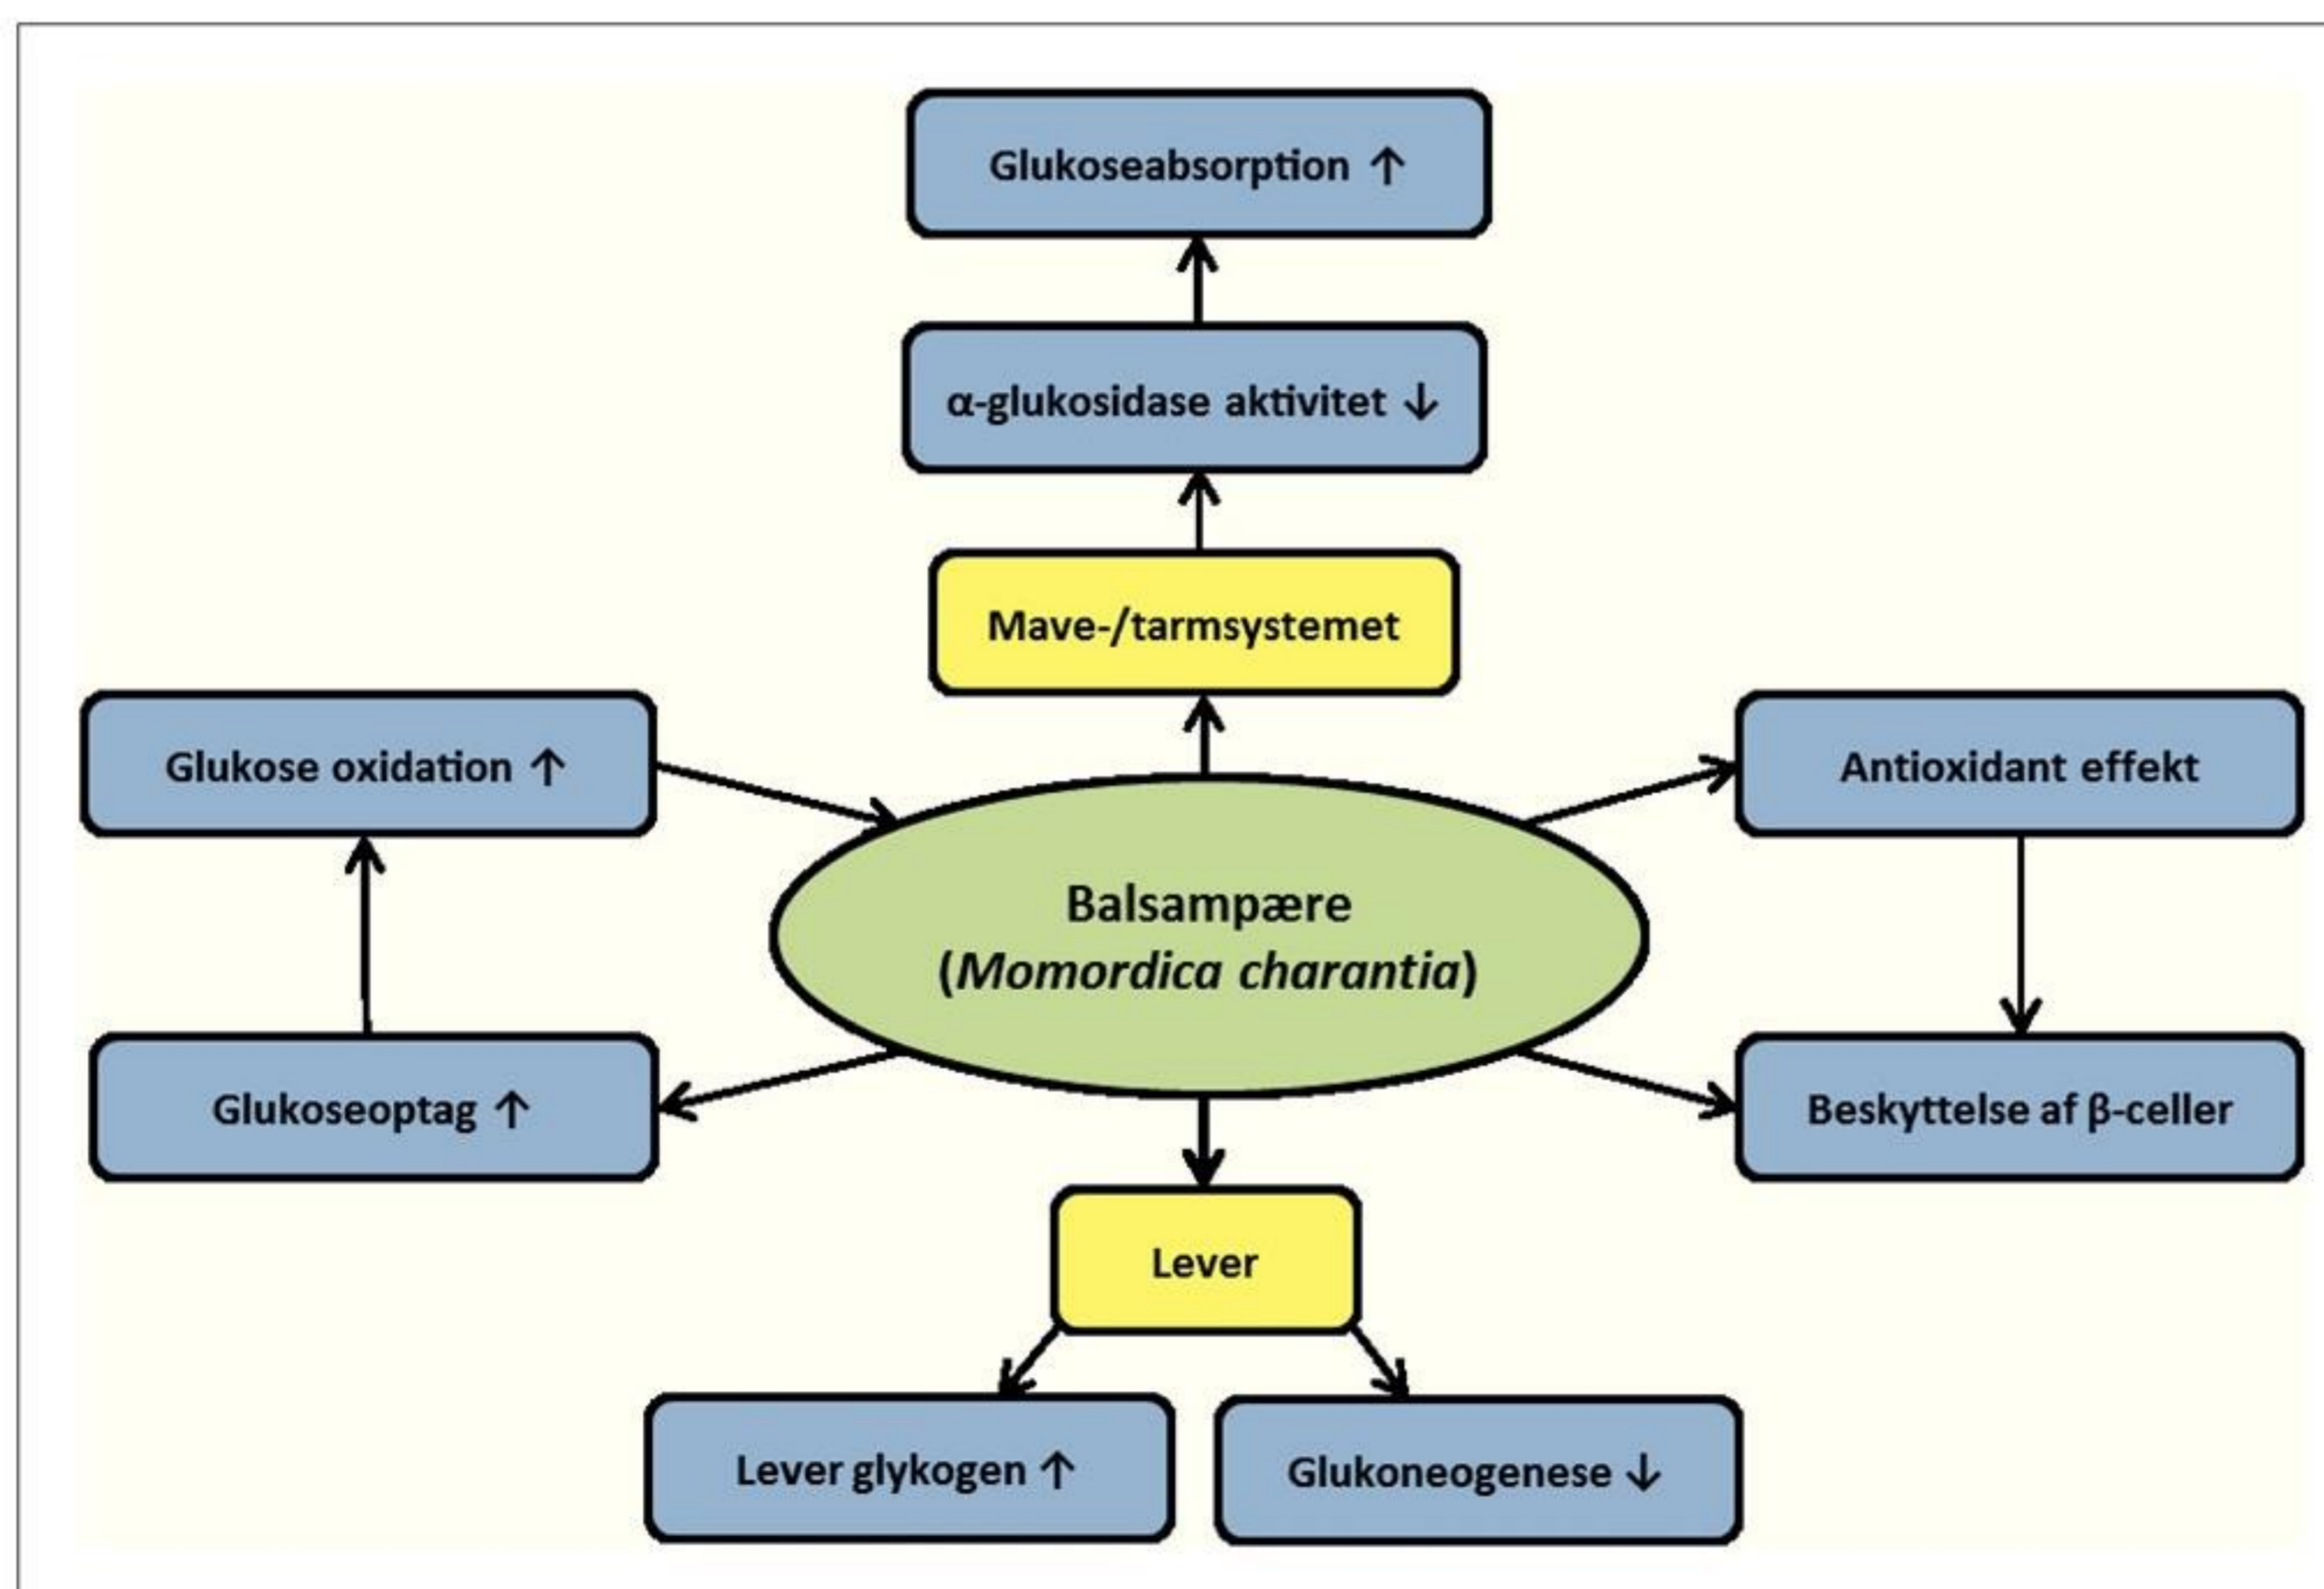 Glukoseabsorption ↑
α-glukosidase aktivitet ↓
Mave-/tarmsystemet
Glukose oxidation ↑
Antioxidant effekt
Balsampære
(Momordica charantia)
Glukoseoptag ↑
Beskyttelse af β-celler
Lever
Lever glykogen ↑
Glukoneogenese ↓